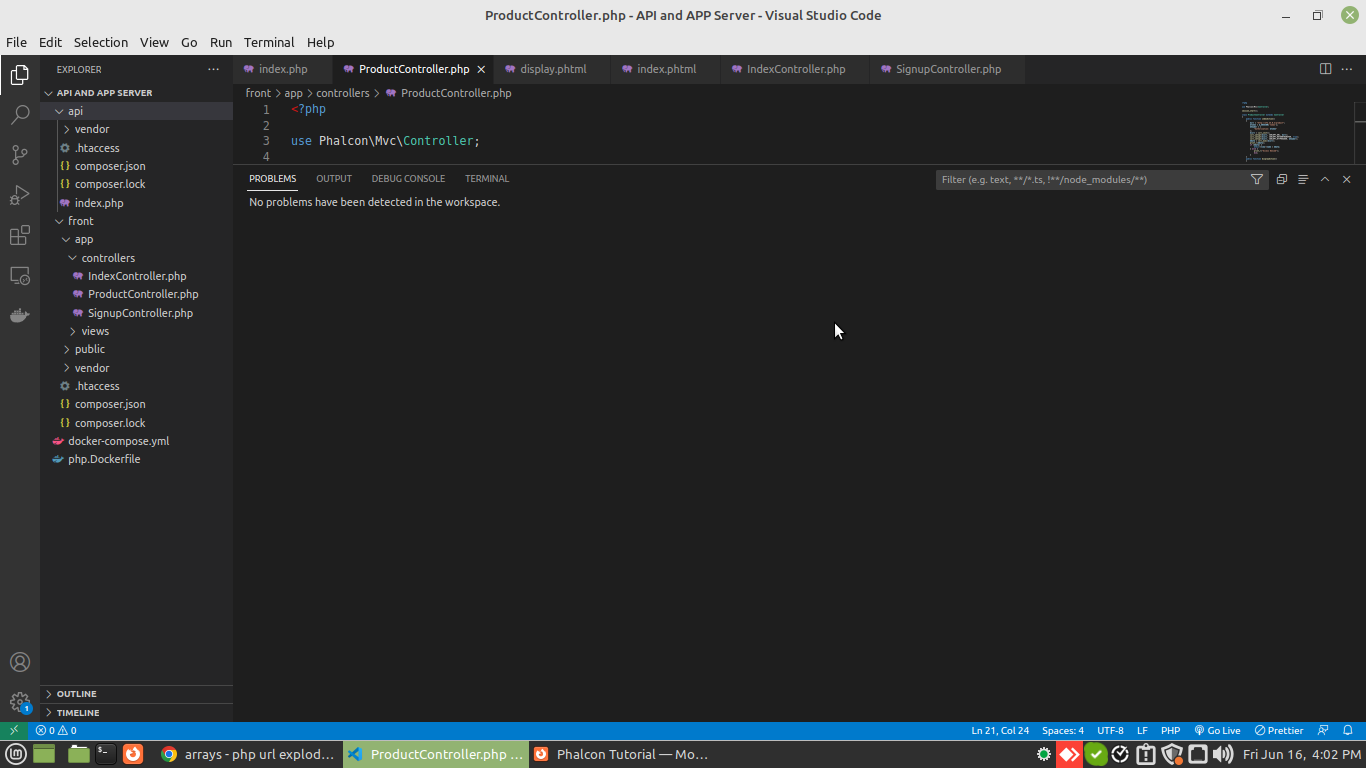 ProductController.php - API and APP Server - Visual Studio Code
File Edit Selection View Go Run Terminal Help
EXPLORER
index.php
ProductController.php
display.phtml
index.phtml
IndexController.php
SignupController.php
API AND APP SERVER
api
vendor
.htaccess
composer.json
composer.lock
index.php
front
app
controllers
IndexController.php
ProductController.php
SignupController.php
views
public
vendor
.htaccess
composer.json
composer.lock
docker-compose.yml
php.Dockerfile
OUTLINE
TIMELINE
front > app > controllers > ProductController.php
1 <?php
2
3 use Phalcon\Mvc\Controller;
4
PROBLEMS OUTPUT DEBUG CONSOLE TERMINAL
Filter (e.g. text, **/*.ts, !**/node_modules/**)
No problems have been detected in the workspace.
1
0 0
Ln 21, Col 24 Spaces: 4 UTF-8 LF PHP Go Live Prettier
arrays - php url explod...
ProductController.php ...
Phalcon Tutorial — Mo...
Fri Jun 16, 4:02 PM